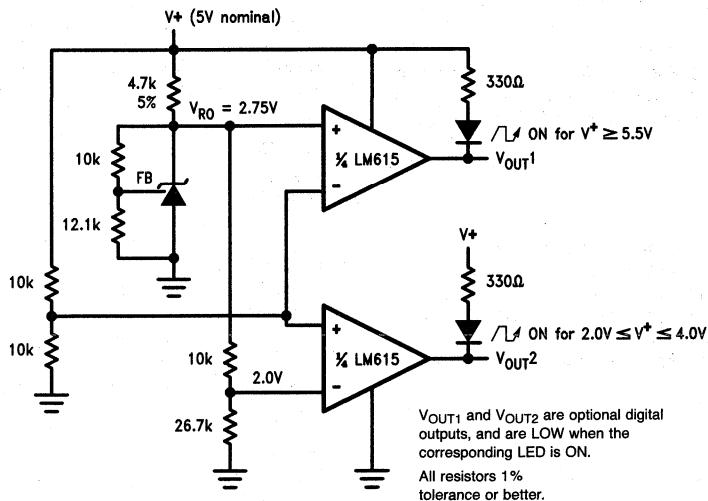 V+ (5V nominal)
4.7k
5%
V_RO = 2.75V
330Ω
10k
FB
12.1k
+
¼ LM615
−
ON for V⁺ ≥ 5.5V
V_OUT1
V+
330Ω
10k
10k
+
¼ LM615
−
ON for 2.0V ≤ V⁺ ≤ 4.0V
V_OUT2
10k
2.0V
26.7k
V_OUT1 and V_OUT2 are optional digital
outputs, and are LOW when the
corresponding LED is ON.
All resistors 1%
tolerance or better.